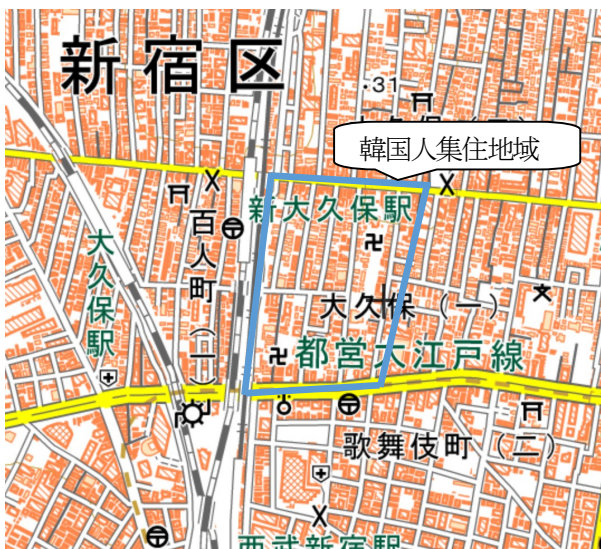 新宿区
.31
韓国人集住地域
新大久保駅
百人町(一)
大久保駅
大久保(一)
都営大江戸線
歌舞伎町(二)
西武新宿駅